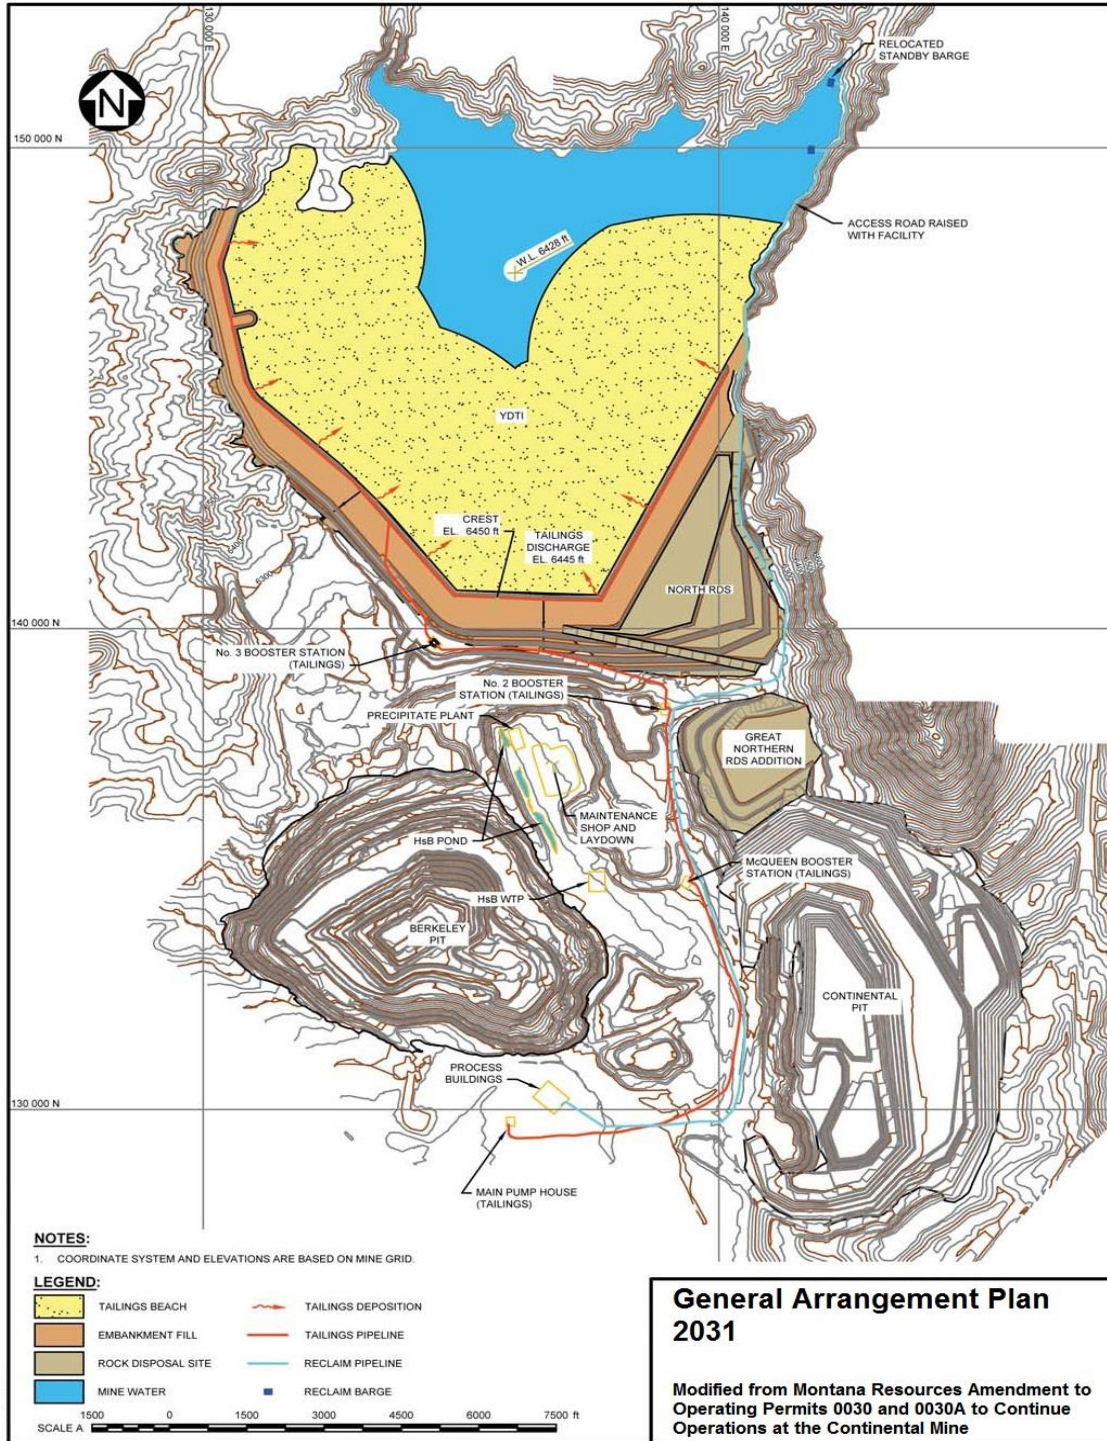 130 000 E
140 000 E
RELOCATED
STANDBY BARGE
N
150 000 N
ACCESS ROAD RAISED
WITH FACILITY
W.L. 6428 ft
YDTI
CREST
EL. 6450 ft
TAILINGS
DISCHARGE
EL. 6445 ft
6400
6300
NORTH RDS
140 000 N
No. 3 BOOSTER STATION
(TAILINGS)
No. 2 BOOSTER
STATION (TAILINGS)
PRECIPITATE PLANT
GREAT
NORTHERN
RDS ADDITION
MAINTENANCE
SHOP AND
LAYDOWN
HsB POND
McQUEEN BOOSTER
STATION (TAILINGS)
HsB WTP
BERKELEY
PIT
CONTINENTAL
PIT
PROCESS
BUILDINGS
130 000 N
MAIN PUMP HOUSE
(TAILINGS)
NOTES:
1. COORDINATE SYSTEM AND ELEVATIONS ARE BASED ON MINE GRID.
LEGEND:
TAILINGS BEACH
TAILINGS DEPOSITION
EMBANKMENT FILL
TAILINGS PIPELINE
ROCK DISPOSAL SITE
RECLAIM PIPELINE
MINE WATER
RECLAIM BARGE
SCALE A
1500 0 1500 3000 4500 6000 7500 ft
General Arrangement Plan
2031
Modified from Montana Resources Amendment to
Operating Permits 0030 and 0030A to Continue
Operations at the Continental Mine